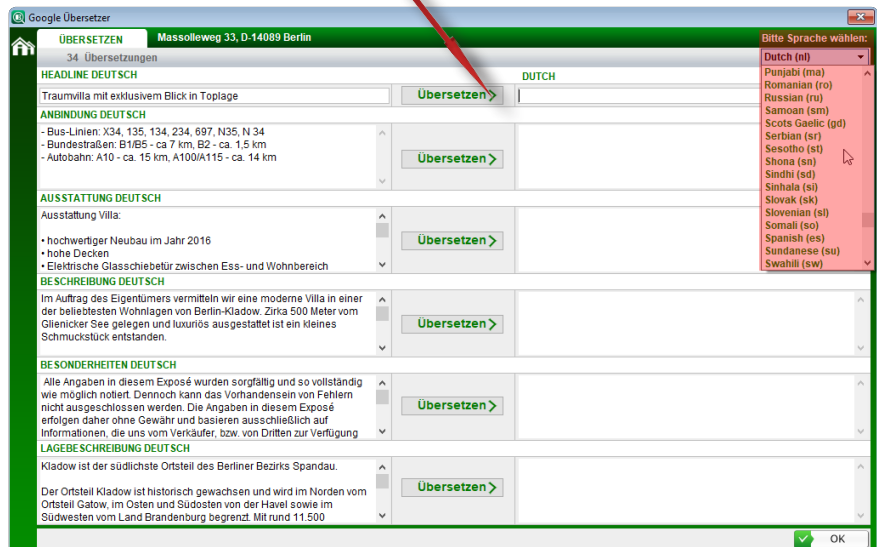 Google Übersetzer
ÜBERSETZEN
Massolleweg 33, D-14089 Berlin
Bitte Sprache wählen:
34 Übersetzungen
Dutch (nl)
HEADLINE DEUTSCH
DUTCH
Traumvilla mit exklusivem Blick in Toplage
Übersetzen
ANBINDUNG DEUTSCH
- Bus-Linien: X34, 135, 134, 234, 697, N35, N 34
- Bundestraßen: B1/B5 - ca 7 km, B2 - ca. 1,5 km
- Autobahn: A10 - ca. 15 km, A100/A115 - ca. 14 km
Übersetzen
AUSSTATTUNG DEUTSCH
Ausstattung Villa:
• hochwertiger Neubau im Jahr 2016
• hohe Decken
• Elektrische Glasschiebetür zwischen Ess- und Wohnbereich
Übersetzen
BESCHREIBUNG DEUTSCH
Im Auftrag des Eigentümers vermitteln wir eine moderne Villa in einer
der beliebtesten Wohnlagen von Berlin-Kladow. Zirka 500 Meter vom
Glienicker See gelegen und luxuriös ausgestattet ist ein kleines
Schmuckstück entstanden.
Übersetzen
BESONDERHEITEN DEUTSCH
Alle Angaben in diesem Exposé wurden sorgfältig und so vollständig
wie möglich notiert. Dennoch kann das Vorhandensein von Fehlern
nicht ausgeschlossen werden. Die Angaben in diesem Exposé
erfolgen daher ohne Gewähr und basieren ausschließlich auf
Informationen, die uns vom Verkäufer, bzw. von Dritten zur Verfügung
Übersetzen
LAGEBESCHREIBUNG DEUTSCH
Kladow ist der südlichste Ortsteil des Berliner Bezirks Spandau.
Der Ortsteil Kladow ist historisch gewachsen und wird im Norden vom
Ortsteil Gatow, im Osten und Südosten von der Havel sowie im
Südwesten vom Land Brandenburg begrenzt. Mit rund 11.500
Übersetzen
Punjabi (ma)
Romanian (ro)
Russian (ru)
Samoan (sm)
Scots Gaelic (gd)
Serbian (sr)
Sesotho (st)
Shona (sn)
Sindhi (sd)
Sinhala (si)
Slovak (sk)
Slovenian (sl)
Somali (so)
Spanish (es)
Sundanese (su)
Swahili (sw)
OK